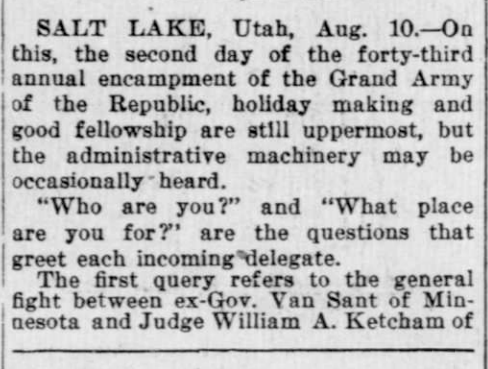 SALT LAKE, Utah, Aug. 10.—On
this, the second day of the forty-third
annual encampment of the Grand Army
of the Republic, holiday making and
good fellowship are still uppermost, but
the administrative machinery may be
occasionally heard.
"Who are you?" and "What place
are you for?" are the questions that
greet each incoming delegate.
The first query refers to the general
fight between ex-Gov. Van Sant of Min-
nesota and Judge William A. Ketcham of